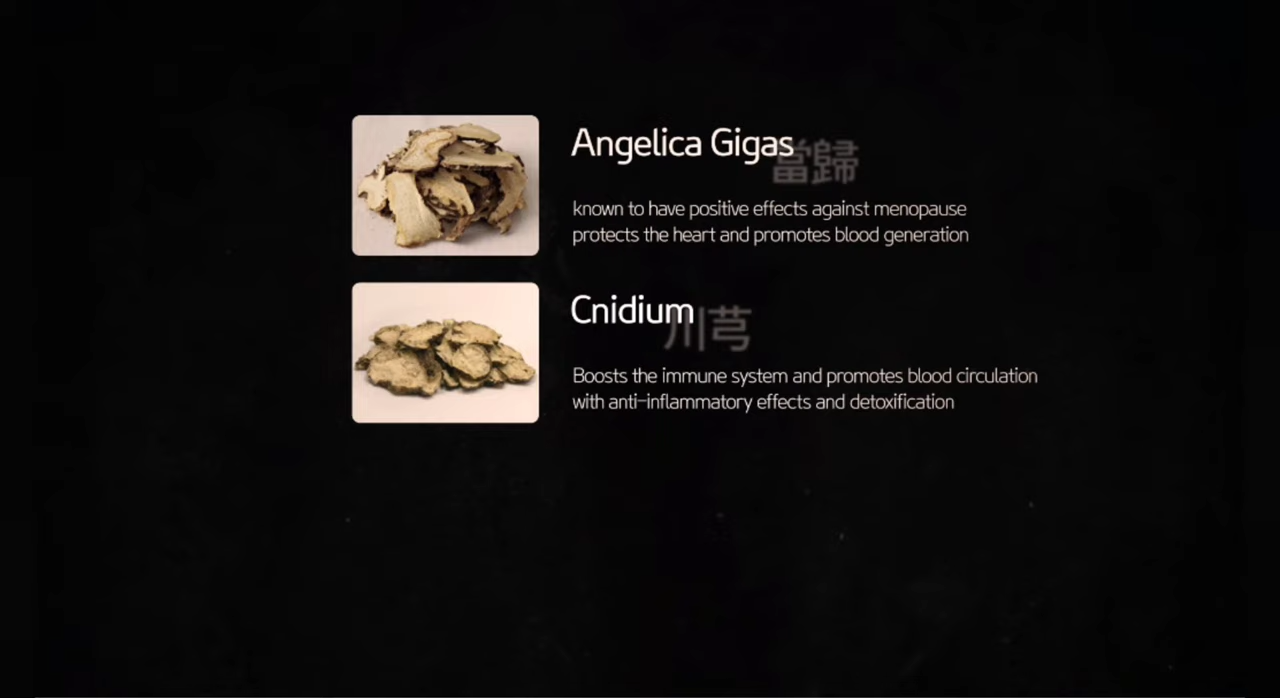 Angelica Gigas
當歸
known to have positive effects against menopause
protects the heart and promotes blood generation
Cnidium
川芎
Boosts the immune system and promotes blood circulation
with anti-inflammatory effects and detoxification